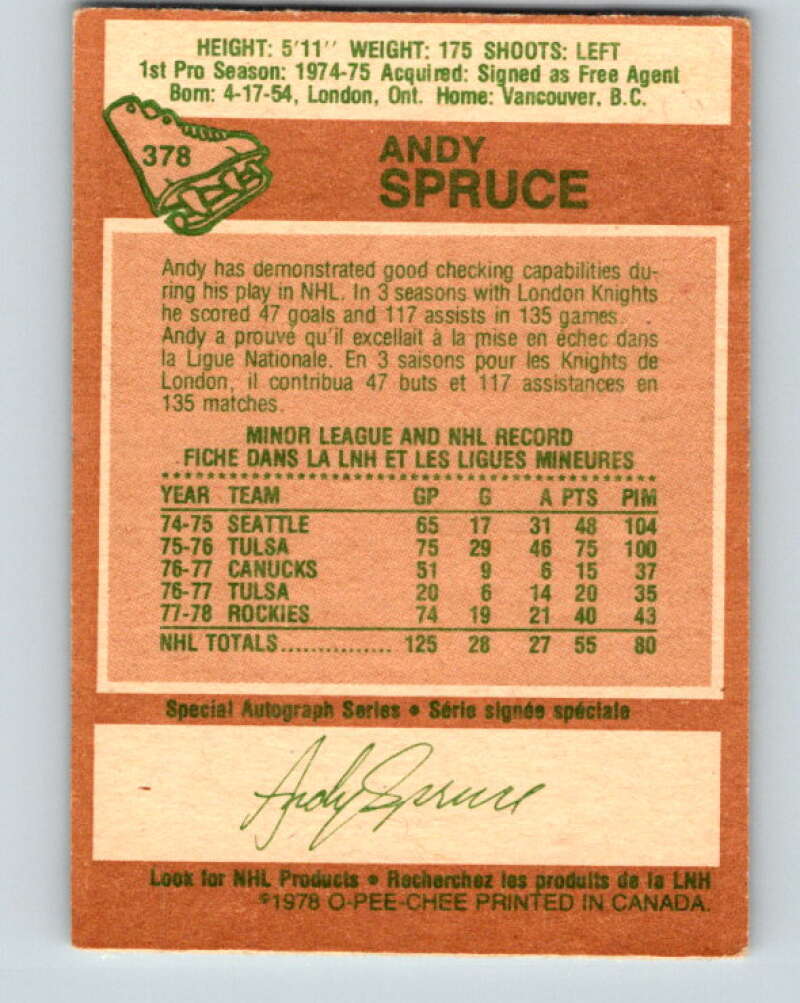 HEIGHT: 5'11" WEIGHT: 175 SHOOTS: LEFT
1st Pro Season: 1974-75 Acquired: Signed as Free Agent
Born: 4-17-54, London, Ont. Home: Vancouver, B.C.
378
ANDY
SPRUCE
Andy has demonstrated good checking capabilities du-
ring his play in NHL. In 3 seasons with London Knights
he scored 47 goals and 117 assists in 135 games.
Andy a prouvé qu'il excellait à la mise en échec dans
la Ligue Nationale. En 3 saisons pour les Knights de
London, il contribua 47 buts et 117 assistances en
135 matches.
MINOR LEAGUE AND NHL RECORD
FICHE DANS LA LNH ET LES LIGUES MINEURES
YEAR TEAM GP G A PTS PIM
74-75 SEATTLE 65 17 31 48 104
75-76 TULSA 75 29 46 75 100
76-77 CANUCKS 51 9 6 15 37
76-77 TULSA 20 6 14 20 35
77-78 ROCKIES 74 19 21 40 43
NHL TOTALS............... 125 28 27 55 80
Special Autograph Series • Série signée spéciale
Andy Spruce
Look for NHL Products • Recherchez les produits de la LNH
©1978 O-PEE-CHEE PRINTED IN CANADA.